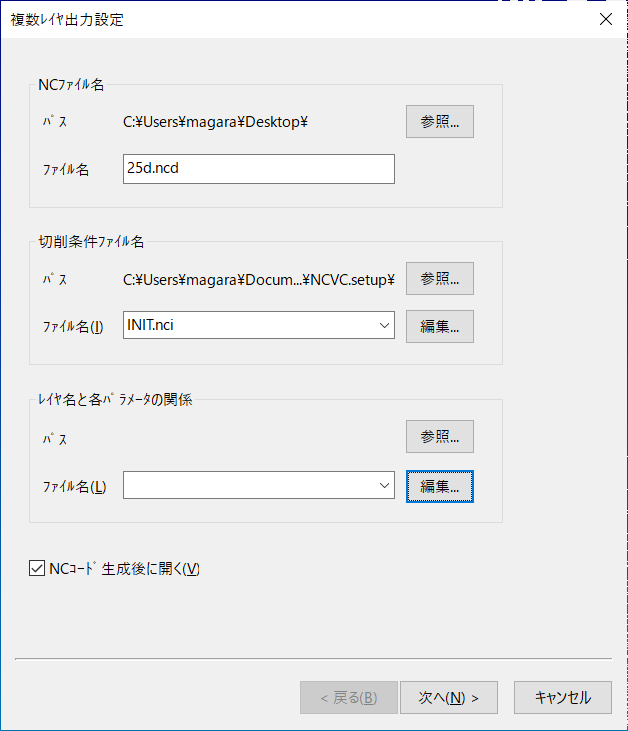 複数ﾚｲﾔ出力設定
NCﾌｧｲﾙ名
ﾊﾟｽ C:¥Users¥magara¥Desktop¥ 参照...
ﾌｧｲﾙ名 25d.ncd
切削条件ﾌｧｲﾙ名
ﾊﾟｽ C:¥Users¥magara¥Docum...¥NCVC.setup¥ 参照...
ﾌｧｲﾙ名(I) INIT.nci 編集...
ﾚｲﾔ名と各ﾊﾟﾗﾒｰﾀの関係
ﾊﾟｽ 参照...
ﾌｧｲﾙ名(L) 編集...
NCｺｰﾄﾞ生成後に開く(V)
< 戻る(B) 次へ(N) > ｷｬﾝｾﾙ